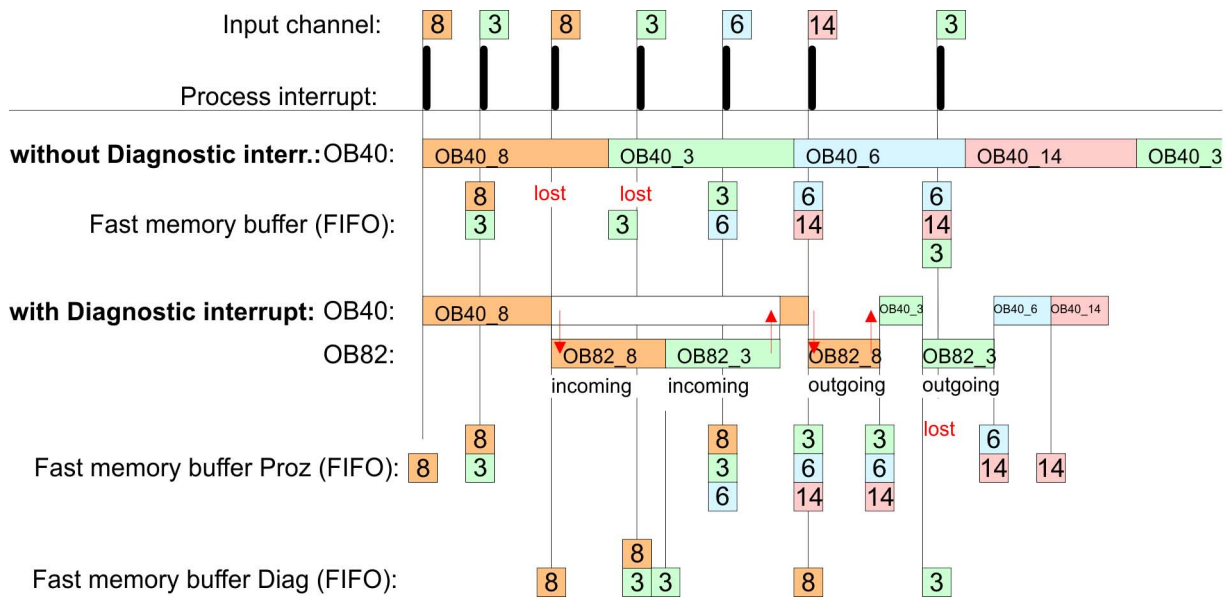 Input channel: 8 3 8 3 6 14 3
Process interrupt:
without Diagnostic interr.: OB40: OB40_8 OB40_3 OB40_6 OB40_14 OB40_3
8 lost lost 3 6 6
Fast memory buffer (FIFO): 3 3 6 14 14
3
with Diagnostic interrupt: OB40: OB40_8 OB40_3 OB40_6 OB40_14
OB82: OB82_8 OB82_3 OB82_8 OB82_3
incoming incoming outgoing outgoing
8 8 3 3 lost 6
Fast memory buffer Proz (FIFO): 8 3 3 6 6 14 14
6 14 14
8
Fast memory buffer Diag (FIFO): 8 3 3 8 3